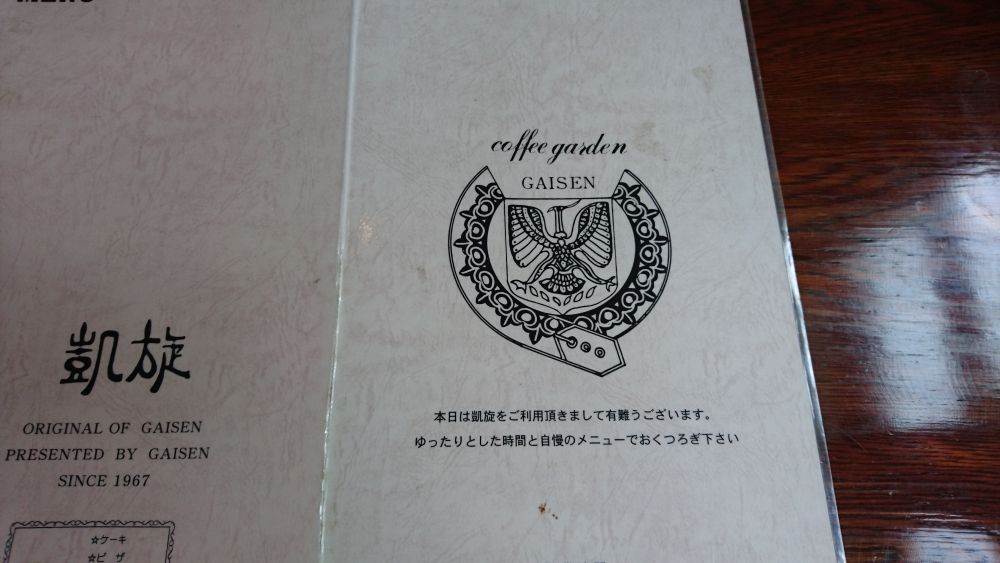 MENU
凱旋
ORIGINAL OF GAISEN
PRESENTED BY GAISEN
SINCE 1967
☆ケーキ
☆ピザ
coffee garden
GAISEN
本日は凱旋をご利用頂きまして有難うございます。
ゆったりとした時間と自慢のメニューでおくつろぎ下さい